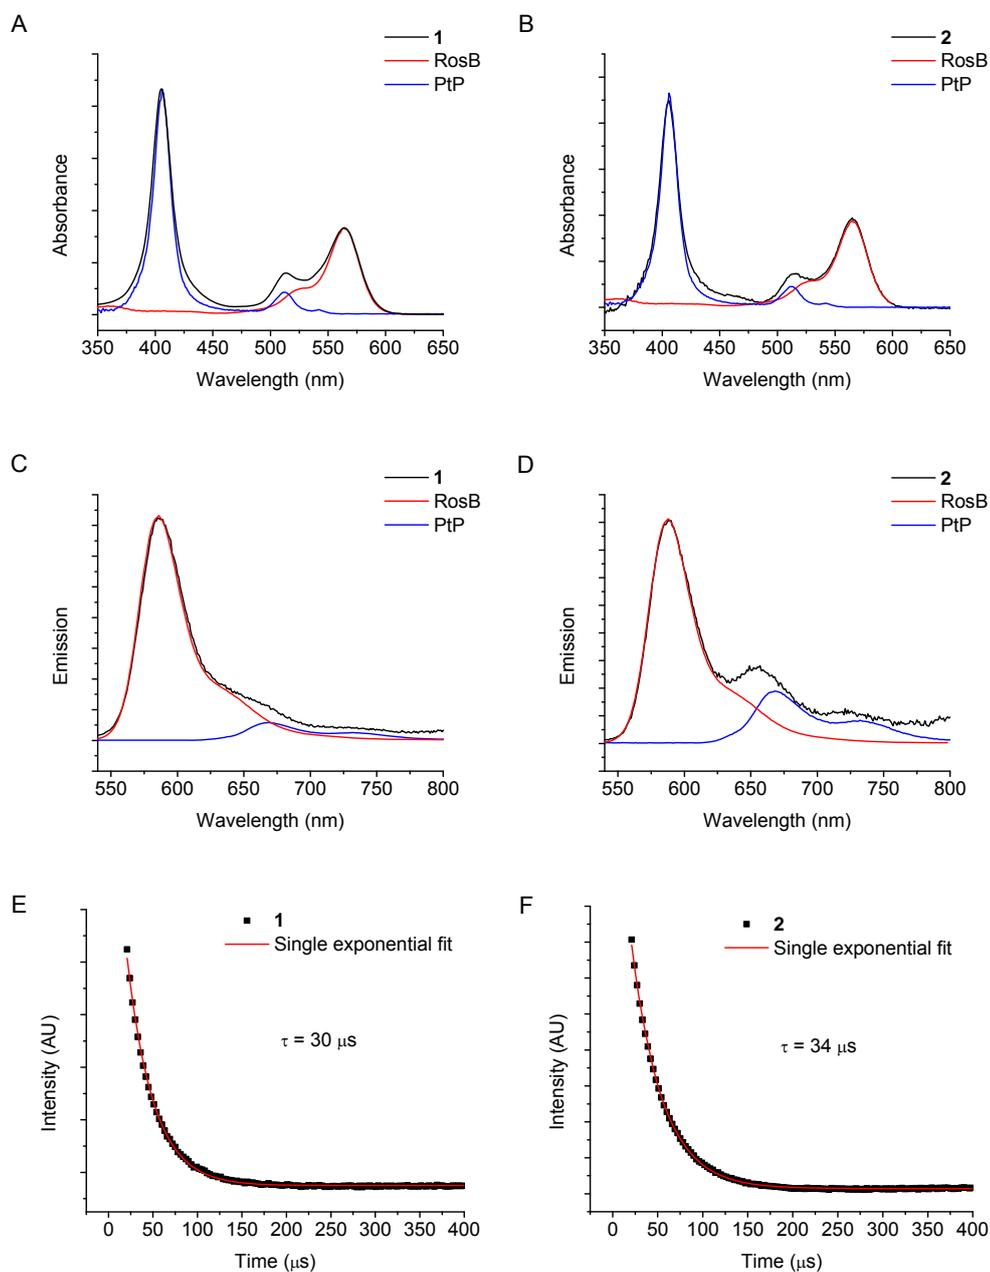 A
1
RosB
PtP
Absorbance
350 400 450 500 550 600 650
Wavelength (nm)
B
2
RosB
PtP
Absorbance
350 400 450 500 550 600 650
Wavelength (nm)
C
1
RosB
PtP
Emission
550 600 650 700 750 800
Wavelength (nm)
D
2
RosB
PtP
Emission
550 600 650 700 750 800
Wavelength (nm)
E
1
Single exponential fit
τ = 30 μs
Intensity (AU)
0 50 100 150 200 250 300 350 400
Time (μs)
F
2
Single exponential fit
τ = 34 μs
Intensity (AU)
0 50 100 150 200 250 300 350 400
Time (μs)